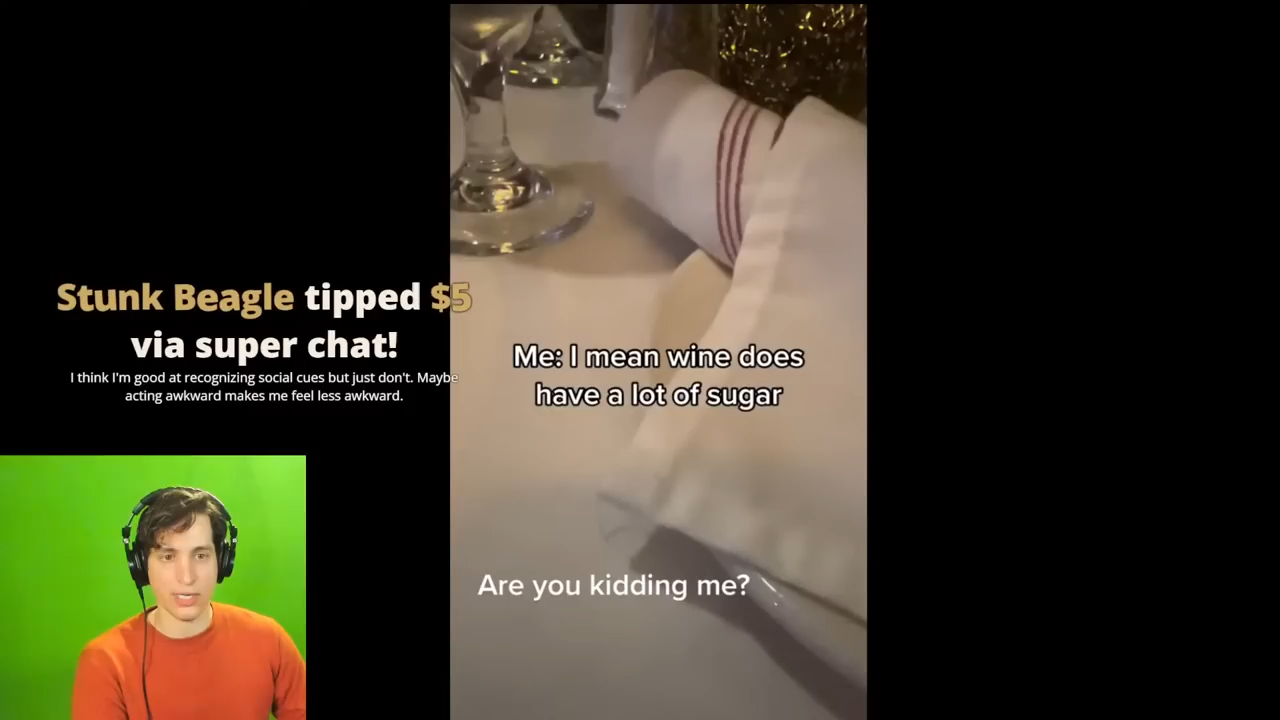 Stunk Beagle tipped $5
via super chat!
I think I'm good at recognizing social cues but just don't. Maybe
acting awkward makes me feel less awkward.
Me: I mean wine does
have a lot of sugar
Are you kidding me?